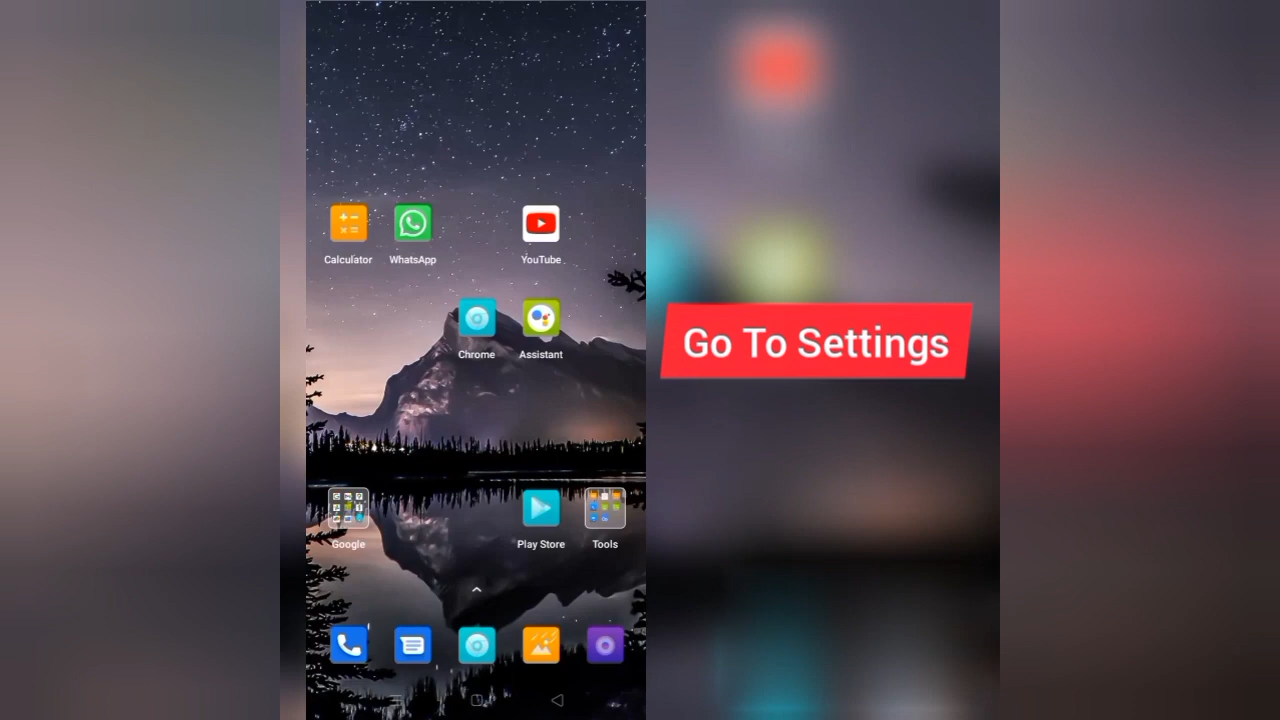 Calculator
WhatsApp
YouTube
Chrome
Assistant
Google
Play Store
Tools
Go To Settings